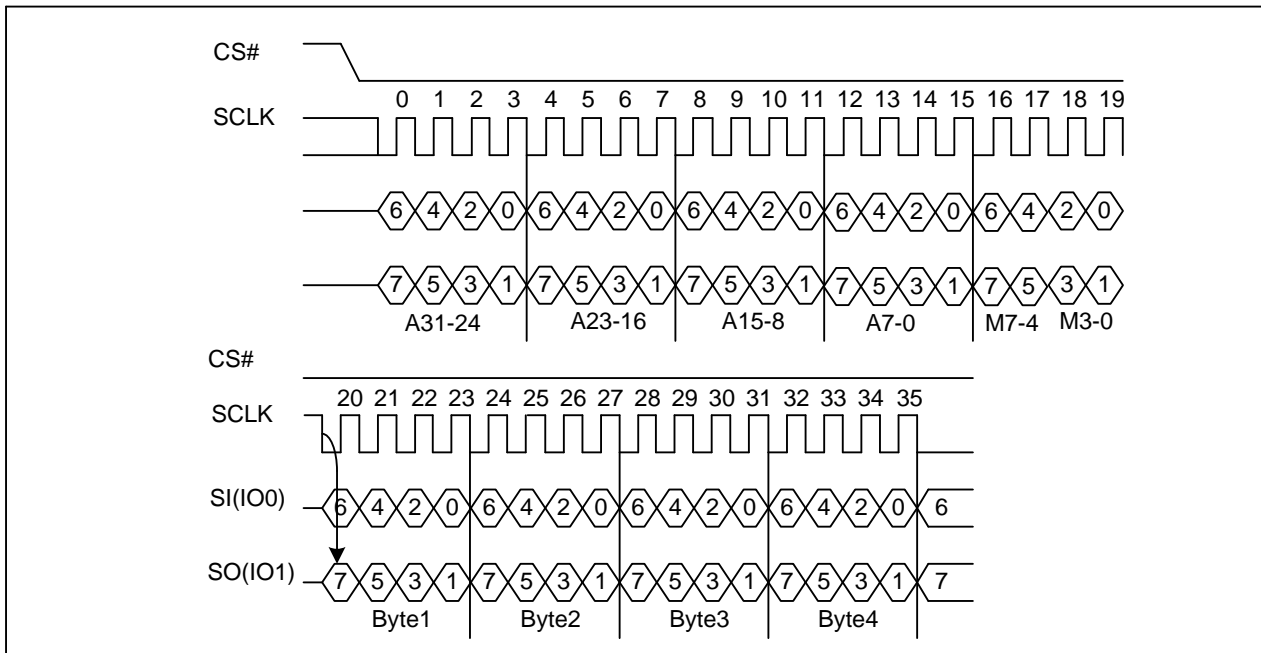 CS#
0 1 2 3 4 5 6 7 8 9 10 11 12 13 14 15 16 17 18 19
SCLK
6 4 2 0 6 4 2 0 6 4 2 0 6 4 2 0 6 4 2 0
7 5 3 1 7 5 3 1 7 5 3 1 7 5 3 1 7 5 3 1
A31-24 A23-16 A15-8 A7-0 M7-4 M3-0
CS#
20 21 22 23 24 25 26 27 28 29 30 31 32 33 34 35
SCLK
SI(IO0) 6 4 2 0 6 4 2 0 6 4 2 0 6 4 2 0 6
SO(IO1) 7 5 3 1 7 5 3 1 7 5 3 1 7 5 3 1 7
Byte1 Byte2 Byte3 Byte4